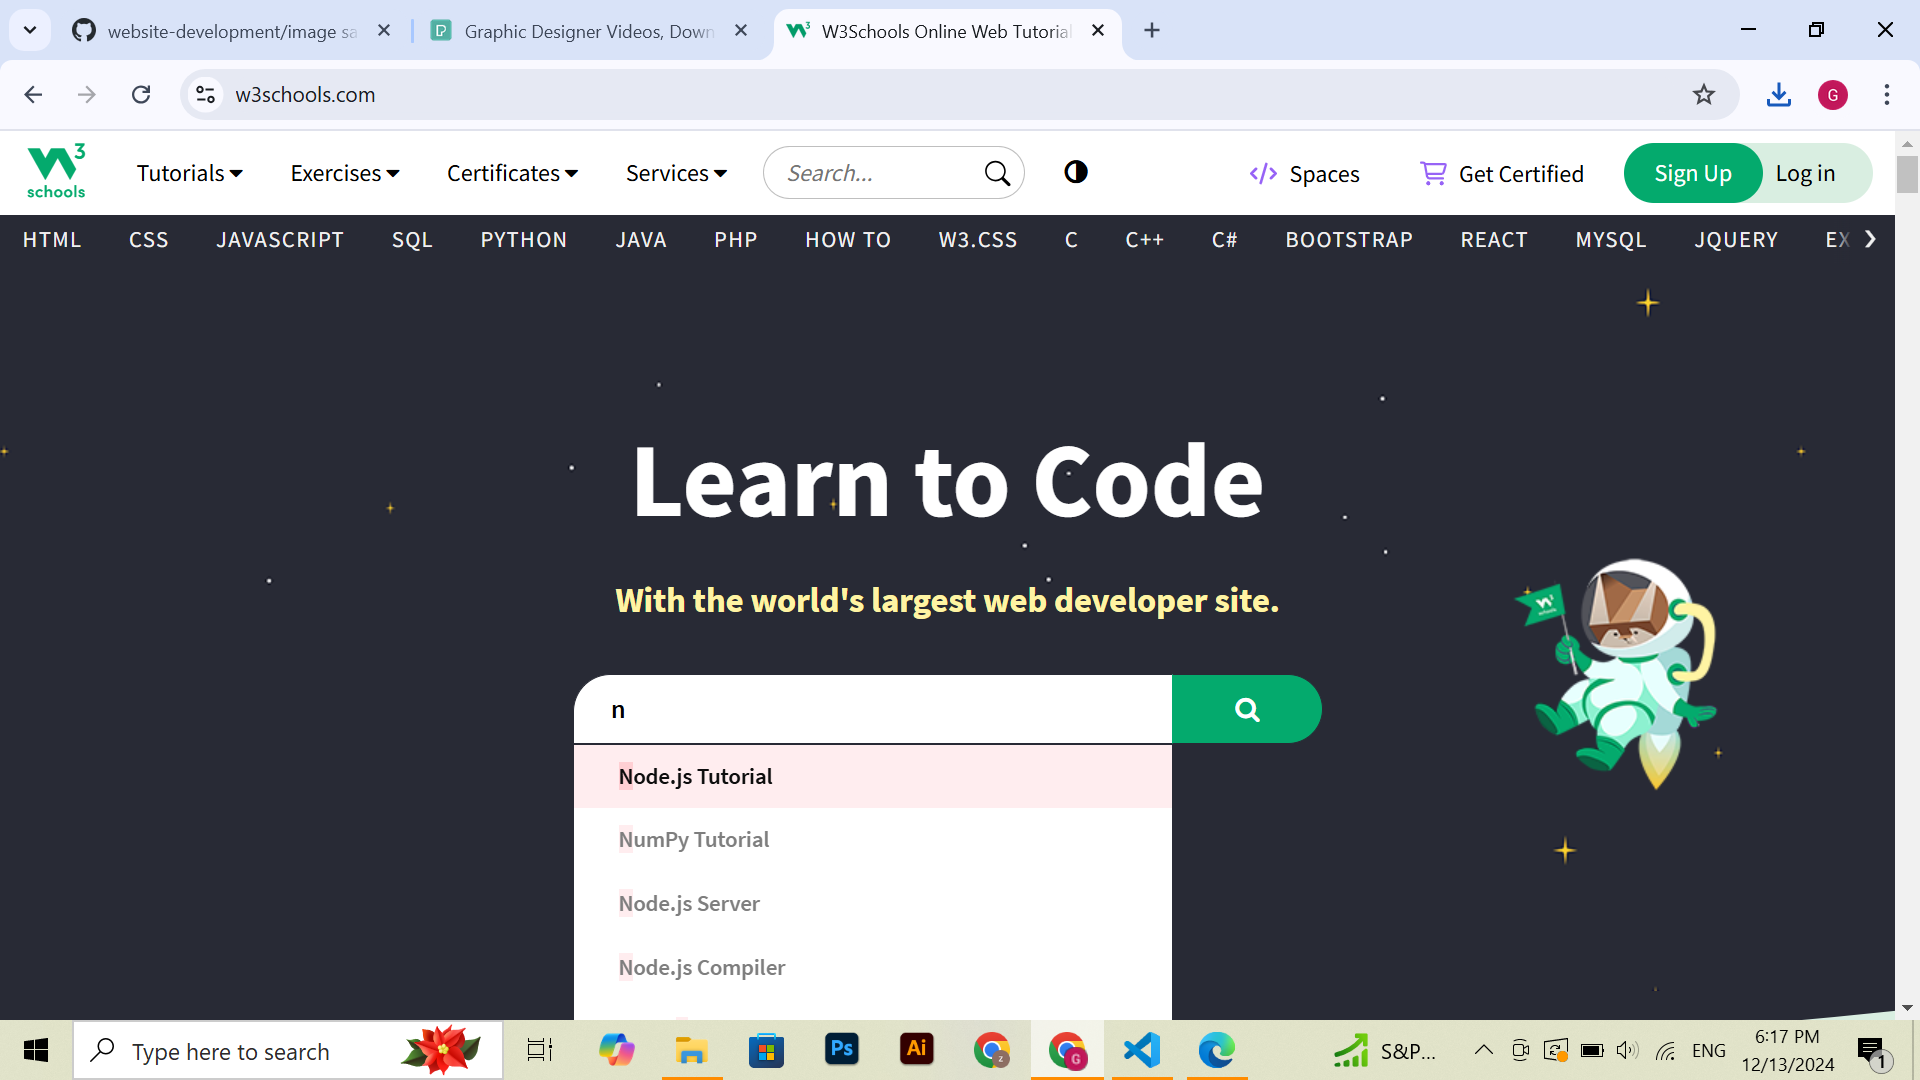 website-development/image sa
Graphic Designer Videos, Down
W3Schools Online Web Tutorial
w3schools.com
G
W3
schools
Tutorials
Exercises
Certificates
Services
Search...
Spaces
Get Certified
Sign Up
Log in
HTML CSS JAVASCRIPT SQL PYTHON JAVA PHP HOW TO W3.CSS C C++ C# BOOTSTRAP REACT MYSQL JQUERY EX
Learn to Code
With the world's largest web developer site.
n
Node.js Tutorial
NumPy Tutorial
Node.js Server
Node.js Compiler
Type here to search
Ps
Ai
z
G
S&P...
ENG
6:17 PM
12/13/2024
1